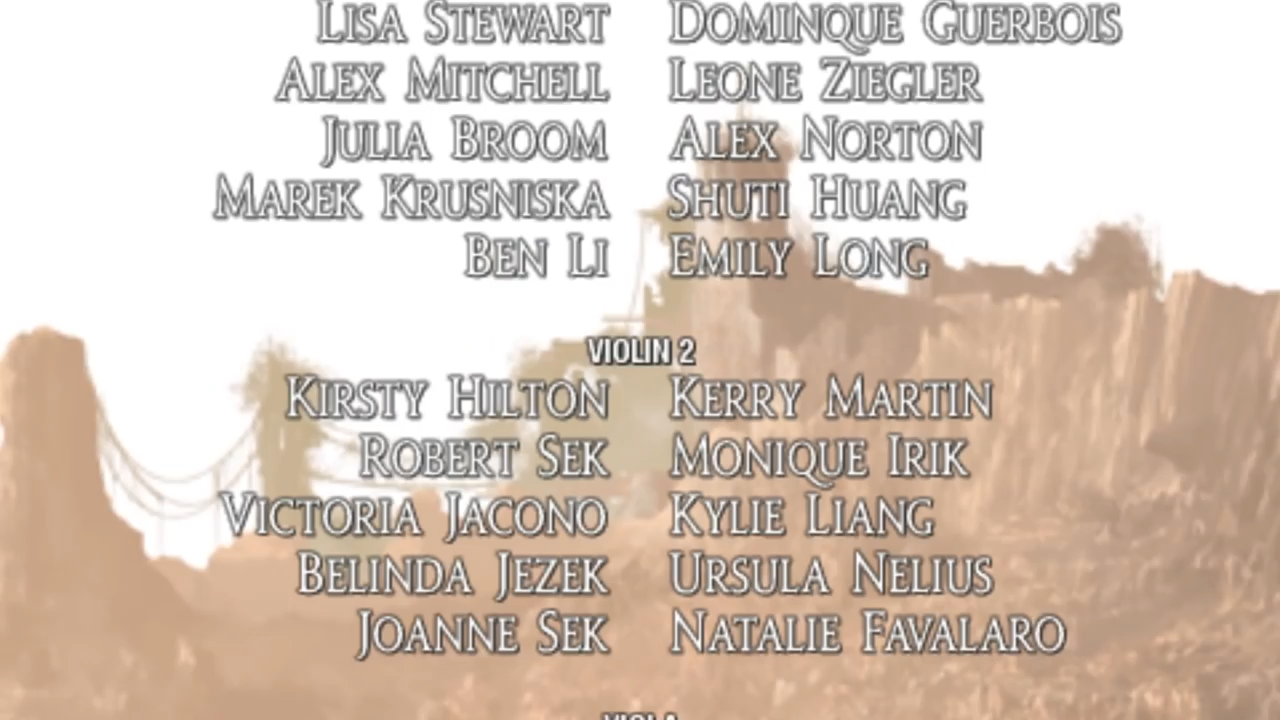 LISA STEWART DOMINQUE GUERBOIS
ALEX MITCHELL LEONE ZIEGLER
JULIA BROOM ALEX NORTON
MAREK KRUSNISKA SHUTI HUANG
BEN LI EMILY LONG
VIOLIN 2
KIRSTY HILTON KERRY MARTIN
ROBERT SEK MONIQUE IRIK
VICTORIA JACONO KYLIE LIANG
BELINDA JEZEK URSULA NELIUS
JOANNE SEK NATALIE FAVALARO
VIOLA